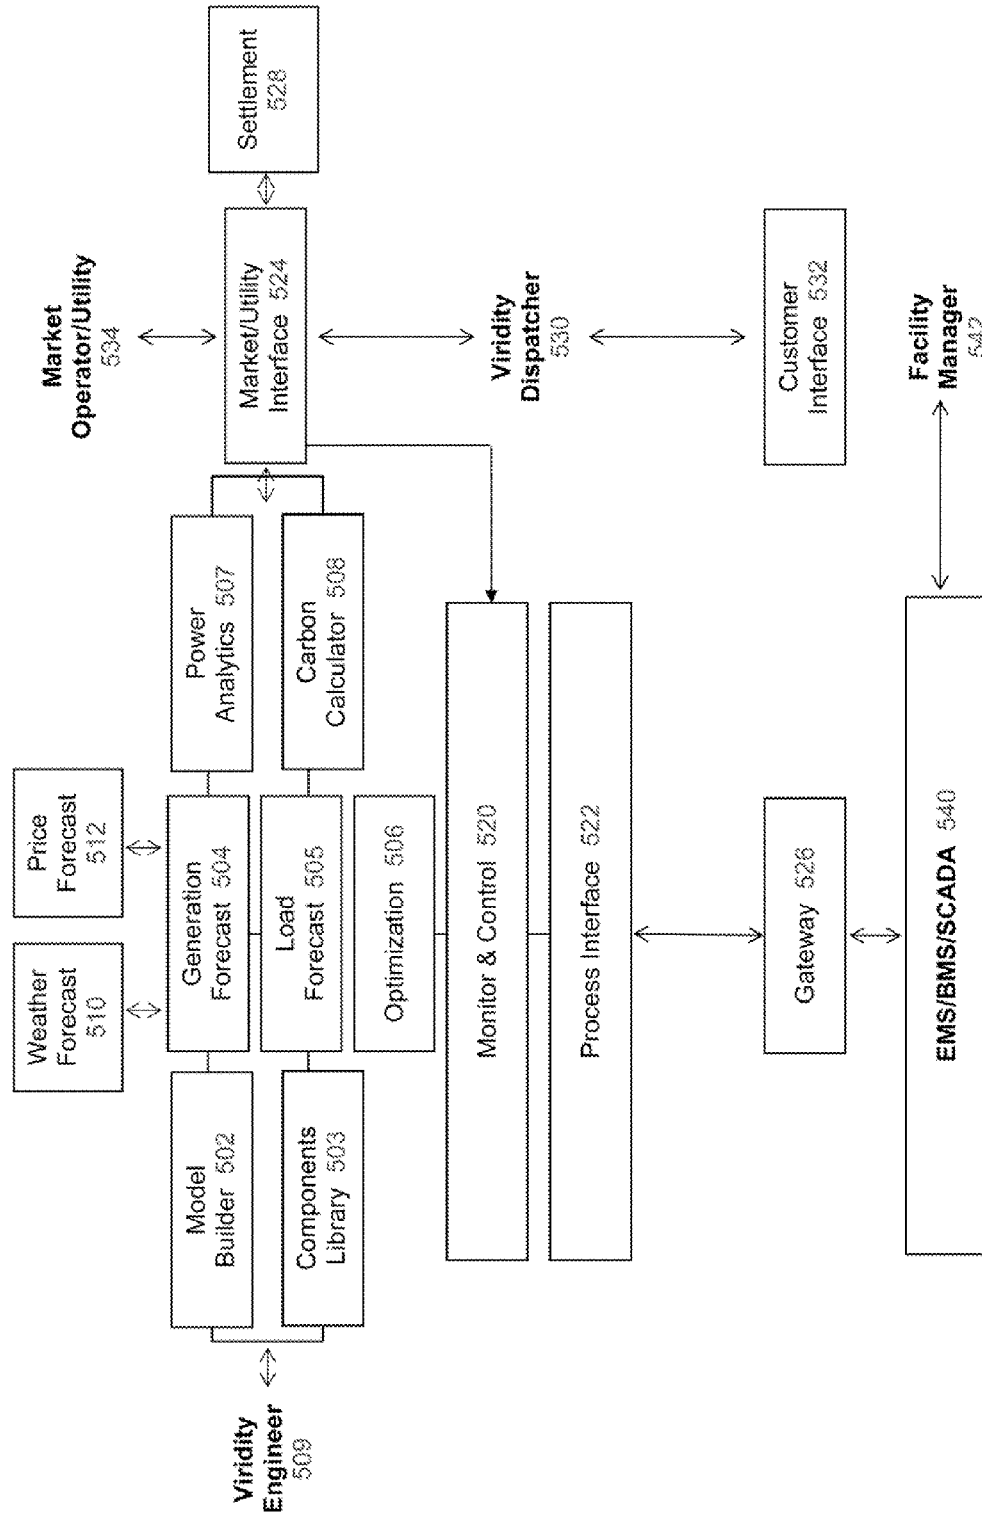 Weather
Forecast
510
Price
Forecast
512
Market
Operator/Utility
534
Viridity
Engineer
509
Model
Builder 502
Components
Library 503
Generation
Forecast 504
Load
Forecast 505
Optimization 506
Power
Analytics 507
Carbon
Calculator 508
Market/Utility
Interface 524
Settlement
528
Monitor & Control 520
Process Interface 522
Viridity
Dispatcher
530
Gateway 526
Customer
Interface 532
EMS/BMS/SCADA 540
Facility
Manager
542